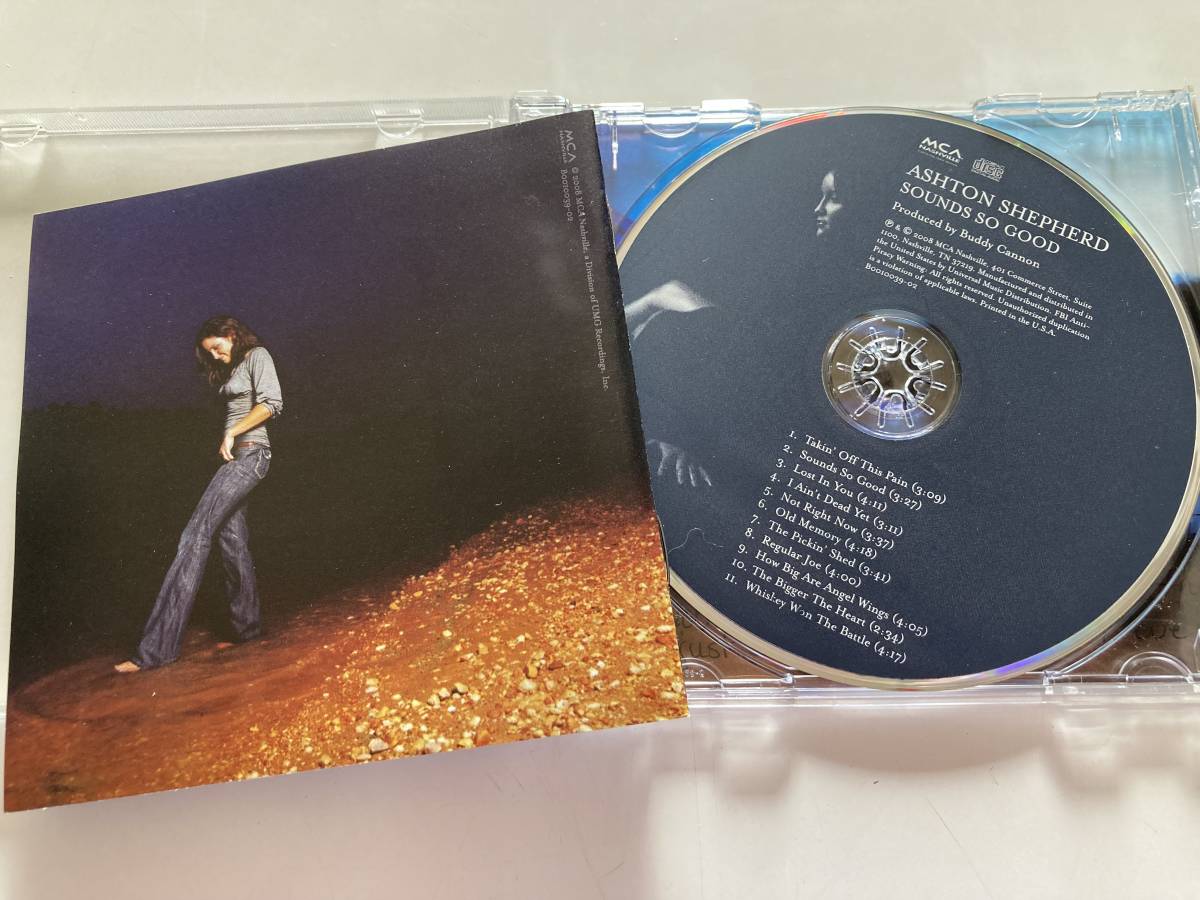 MCA
NASHVILLE
B0010039-02
© 2008 MCA Nashville, a Division of UMG Recordings, Inc.
MCA
NASHVILLE
COMPACT
disc
DIGITAL AUDIO
ASHTON SHEPHERD
SOUNDS SO GOOD
Produced by Buddy Cannon
℗ & © 2008 MCA Nashville, 401 Commerce Street, Suite
1100, Nashville, TN 37219. Manufactured and distributed in
the United States by Universal Music Distribution. FBI Anti-
Piracy Warning: All rights reserved. Unauthorized duplication
is a violation of applicable laws. Printed in the U.S.A.
B0010039-02
1. Takin' Off This Pain (3:09)
2. Sounds So Good (3:27)
3. Lost In You (4:11)
4. I Ain't Dead Yet (3:11)
5. Not Right Now (3:37)
6. Old Memory (4:18)
7. The Pickin' Shed (3:41)
8. Regular Joe (4:00)
9. How Big Are Angel Wings (4:05)
10. The Bigger The Heart (2:34)
11. Whiskey Won The Battle (4:17)